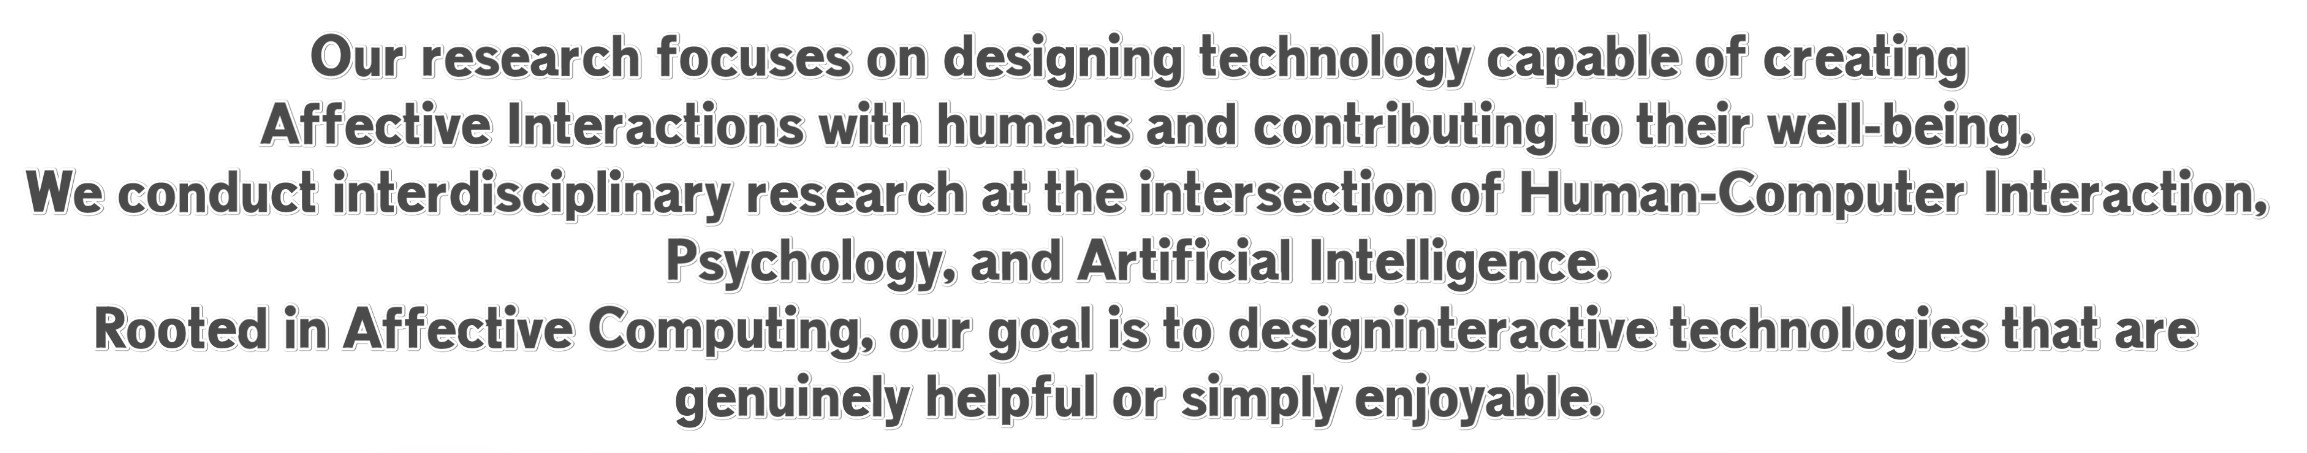 Our research focuses on designing technology capable of creating
Affective Interactions with humans and contributing to their well-being.
We conduct interdisciplinary research at the intersection of Human-Computer Interaction,
Psychology, and Artificial Intelligence.
Rooted in Affective Computing, our goal is to designinteractive technologies that are
genuinely helpful or simply enjoyable.